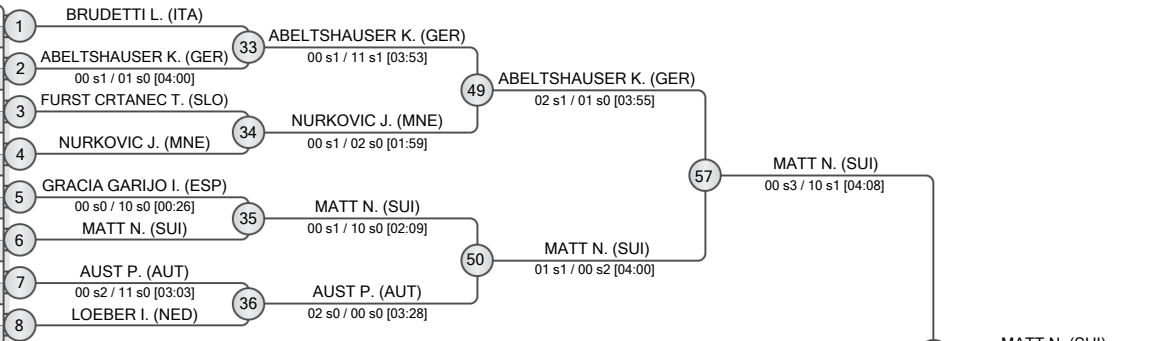 1
BRUDETTI L. (ITA)
2
ABELTSHAUSER K. (GER)
00 s1 / 01 s0 [04:00]
33
ABELTSHAUSER K. (GER)
00 s1 / 11 s1 [03:53]
3
FURST CRTANEC T. (SLO)
4
NURKOVIC J. (MNE)
34
NURKOVIC J. (MNE)
00 s1 / 02 s0 [01:59]
49
ABELTSHAUSER K. (GER)
02 s1 / 01 s0 [03:55]
5
GRACIA GARIJO I. (ESP)
00 s0 / 10 s0 [00:26]
6
MATT N. (SUI)
35
MATT N. (SUI)
00 s1 / 10 s0 [02:09]
7
AUST P. (AUT)
00 s2 / 11 s0 [03:03]
8
LOEBER I. (NED)
36
AUST P. (AUT)
02 s0 / 00 s0 [03:28]
50
MATT N. (SUI)
01 s1 / 00 s2 [04:00]
57
MATT N. (SUI)
00 s3 / 10 s1 [04:08]
MATT N. (SUI)